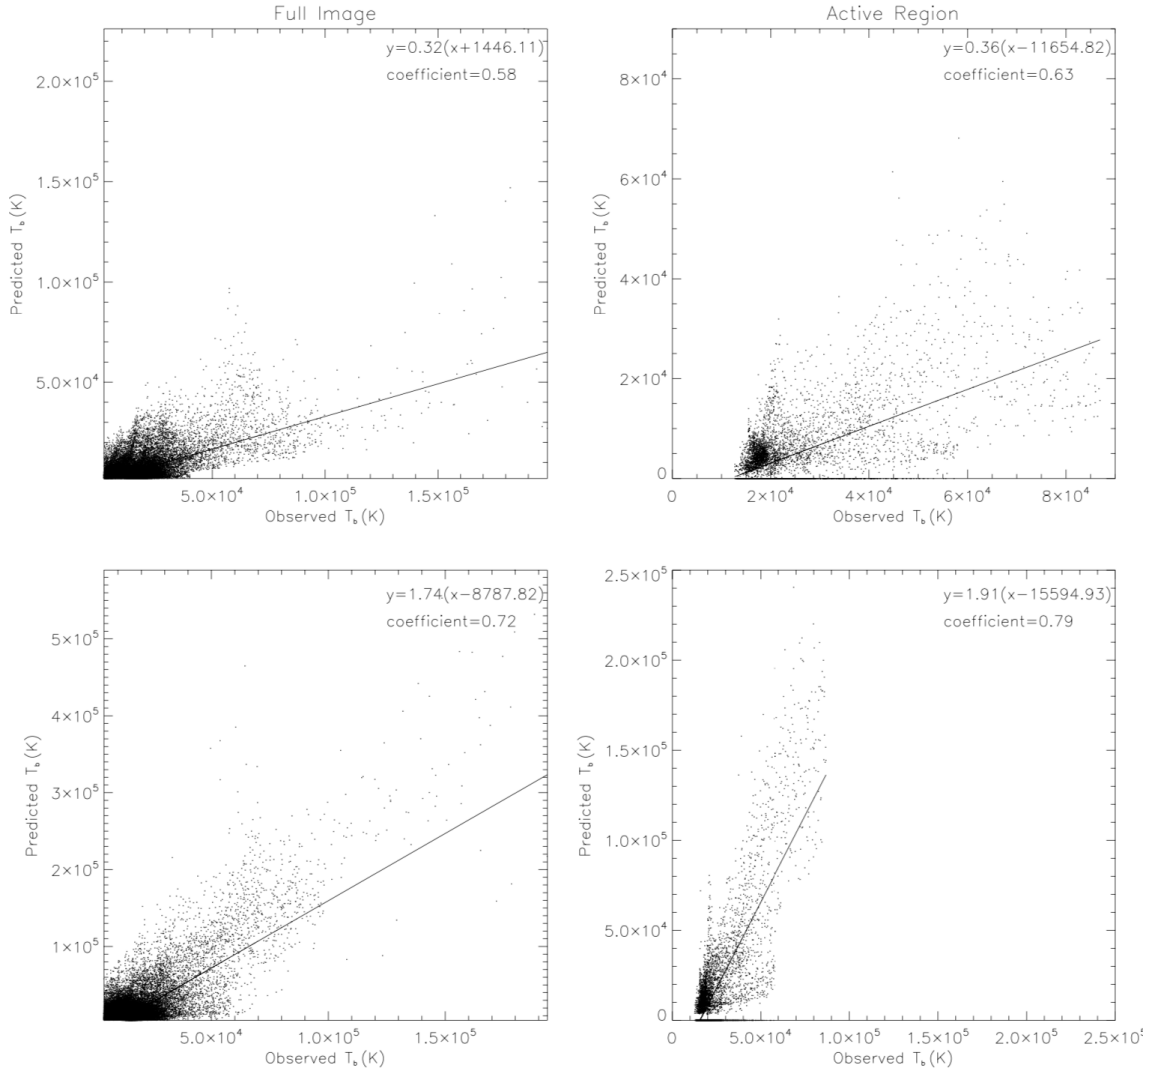 Full Image
y=0.32(x+1446.11)
coefficient=0.58
2.0×10⁵
1.5×10⁵
1.0×10⁵
5.0×10⁴
Predicted T_b(K)
5.0×10⁴ 1.0×10⁵ 1.5×10⁵
Observed T_b(K)
Active Region
y=0.36(x−11654.82)
coefficient=0.63
8×10⁴
6×10⁴
4×10⁴
2×10⁴
0
Predicted T_b(K)
0 2×10⁴ 4×10⁴ 6×10⁴ 8×10⁴
Observed T_b(K)
y=1.74(x−8787.82)
coefficient=0.72
5×10⁵
4×10⁵
3×10⁵
2×10⁵
1×10⁵
Predicted T_b(K)
5.0×10⁴ 1.0×10⁵ 1.5×10⁵
Observed T_b(K)
y=1.91(x−15594.93)
coefficient=0.79
2.5×10⁵
2.0×10⁵
1.5×10⁵
1.0×10⁵
5.0×10⁴
0
Predicted T_b(K)
0 5.0×10⁴ 1.0×10⁵ 1.5×10⁵ 2.0×10⁵ 2.5×10
Observed T_b(K)